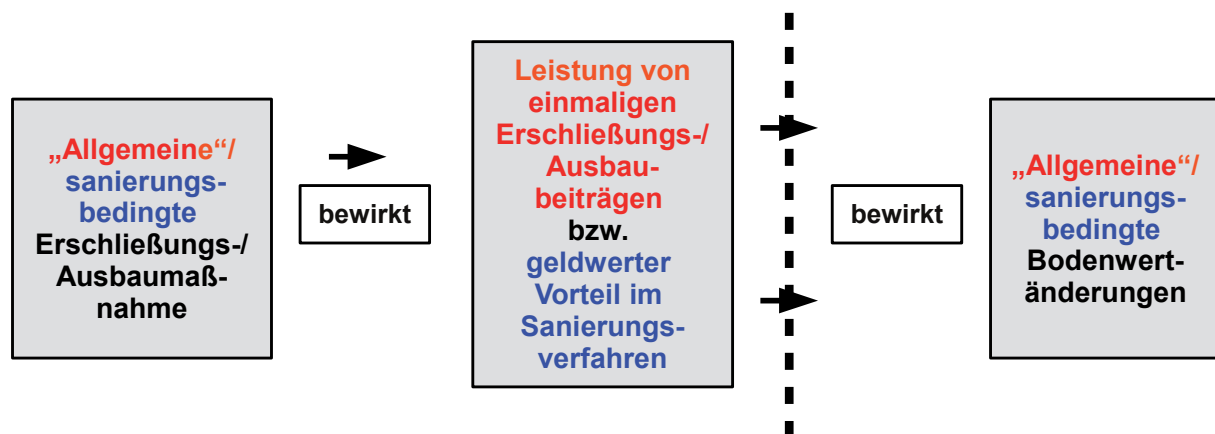 „Allgemeine“/
sanierungs-
bedingte
Erschließungs-/
Ausbaumaß-
nahme
bewirkt
Leistung von
einmaligen
Erschließungs-/
Ausbau-
beiträgen
bzw.
geldwerter
Vorteil im
Sanierungs-
verfahren
bewirkt
„Allgemeine“/
sanierungs-
bedingte
Bodenwert-
änderungen